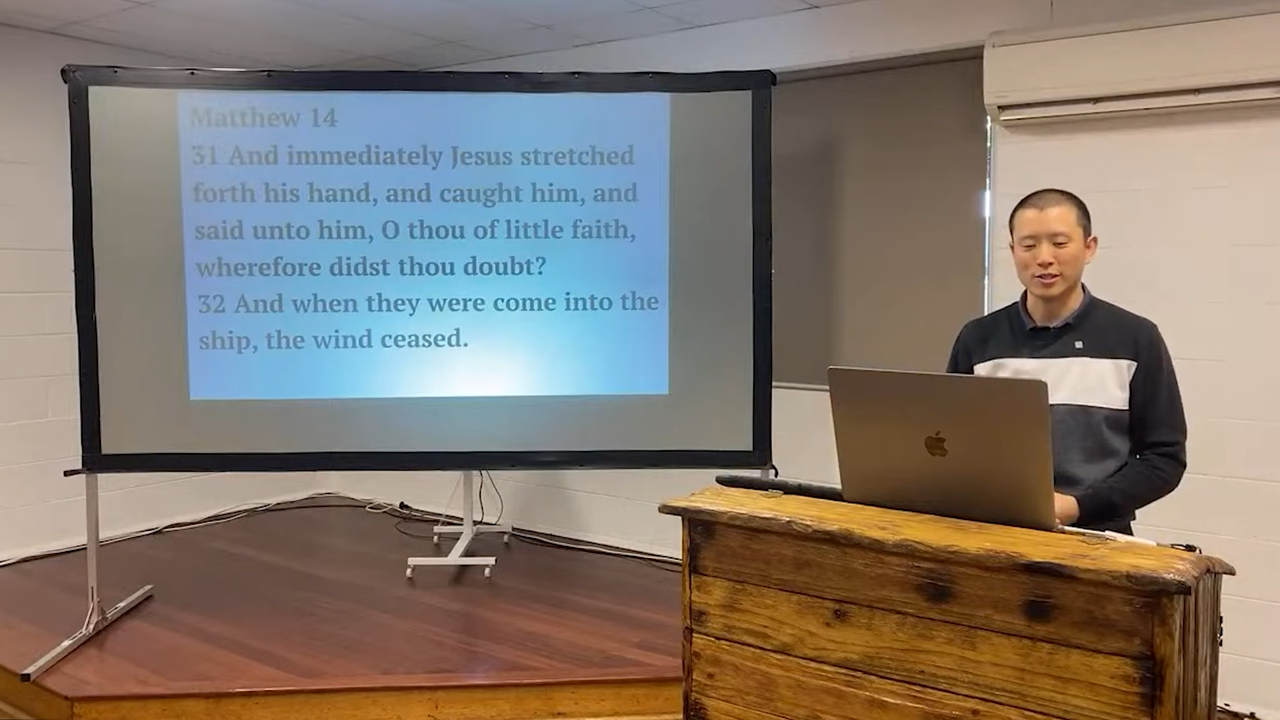 Matthew 14
31 And immediately Jesus stretched
forth his hand, and caught him, and
said unto him, O thou of little faith,
wherefore didst thou doubt?
32 And when they were come into the
ship, the wind ceased.